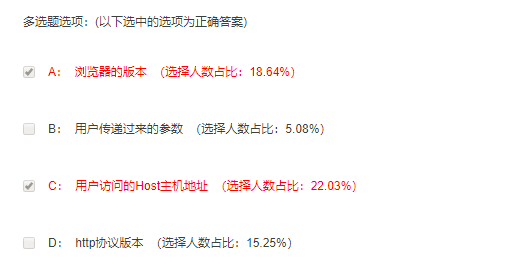 多选题选项：(以下选中的选项为正确答案)
A： 浏览器的版本 （选择人数占比：18.64%）
B： 用户传递过来的参数 （选择人数占比：5.08%）
C： 用户访问的Host主机地址 （选择人数占比：22.03%）
D： http协议版本 （选择人数占比：15.25%）